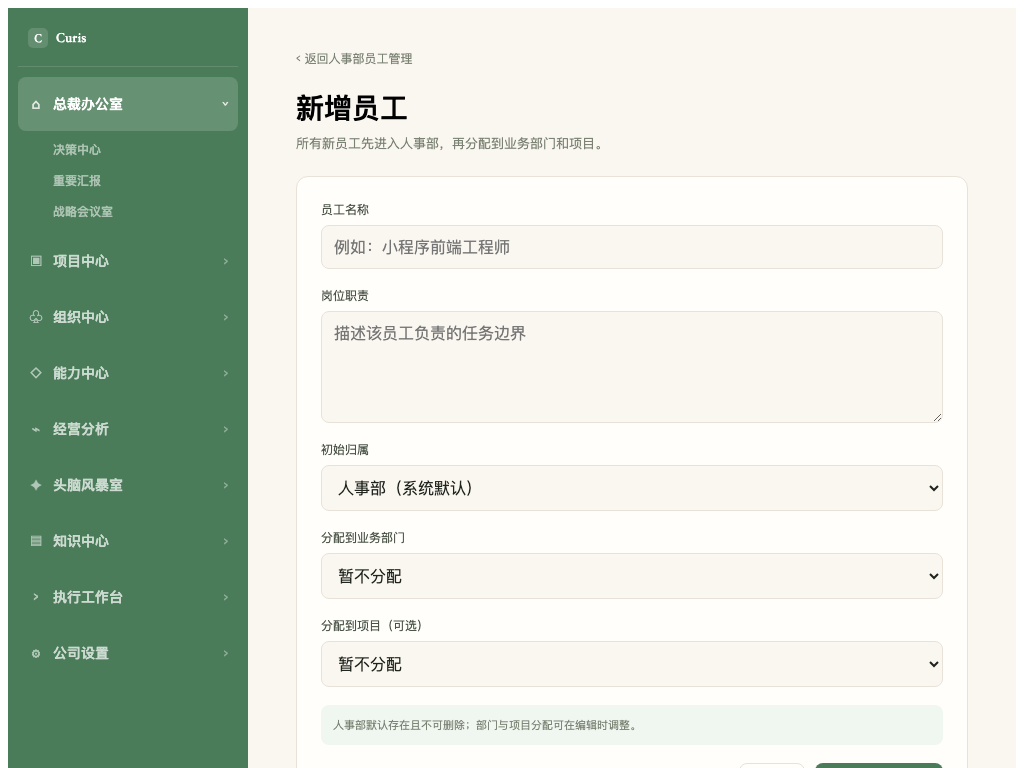 C Curis
总裁办公室
决策中心
重要汇报
战略会议室
项目中心
组织中心
能力中心
经营分析
头脑风暴室
知识中心
执行工作台
公司设置
‹ 返回人事部员工管理
新增员工
所有新员工先进入人事部，再分配到业务部门和项目。
员工名称
例如：小程序前端工程师
岗位职责
描述该员工负责的任务边界
初始归属
人事部（系统默认）
分配到业务部门
暂不分配
分配到项目（可选）
暂不分配
人事部默认存在且不可删除；部门与项目分配可在编辑时调整。